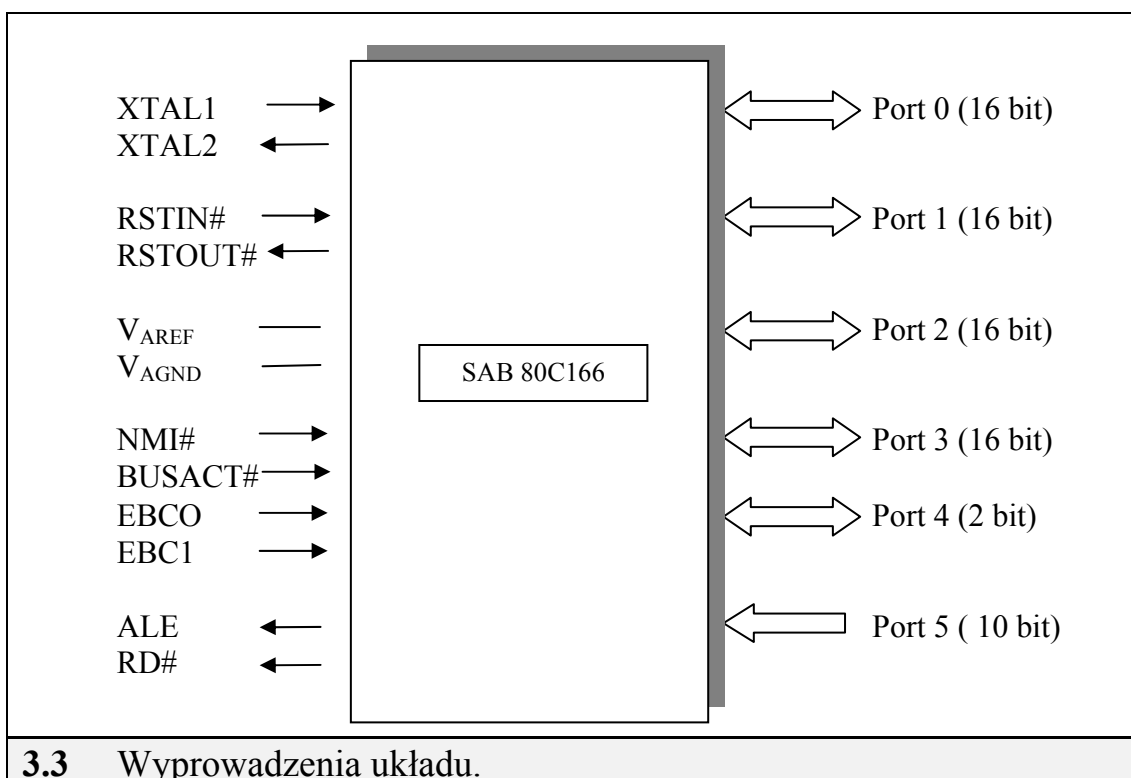 XTAL1
XTAL2
RSTIN#
RSTOUT#
VAREF
VAGND
NMI#
BUSACT#
EBCO
EBC1
ALE
RD#
SAB 80C166
Port 0 (16 bit)
Port 1 (16 bit)
Port 2 (16 bit)
Port 3 (16 bit)
Port 4 (2 bit)
Port 5 ( 10 bit)
3.3 Wyprowadzenia układu.